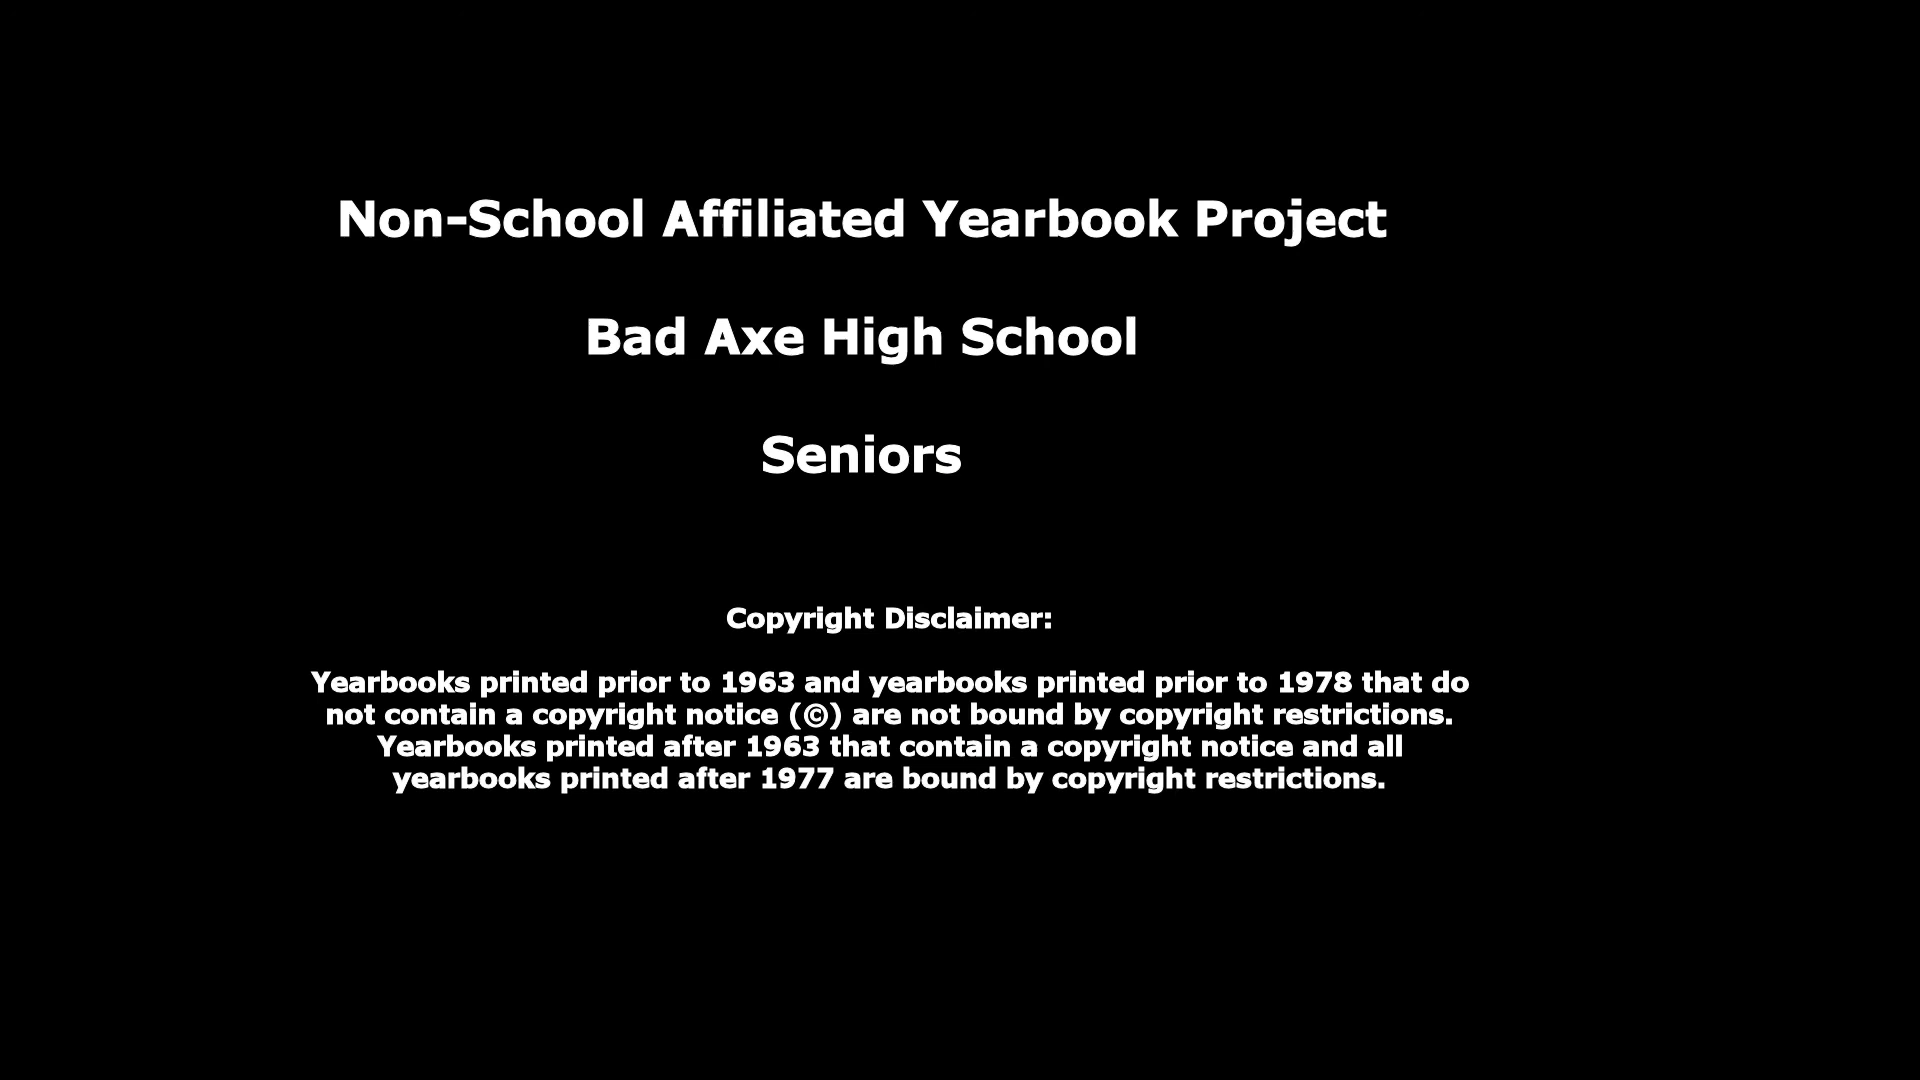 Non-School Affiliated Yearbook Project
Bad Axe High School
Seniors
Copyright Disclaimer:
Yearbooks printed prior to 1963 and yearbooks printed prior to 1978 that do
not contain a copyright notice (©) are not bound by copyright restrictions.
Yearbooks printed after 1963 that contain a copyright notice and all
yearbooks printed after 1977 are bound by copyright restrictions.